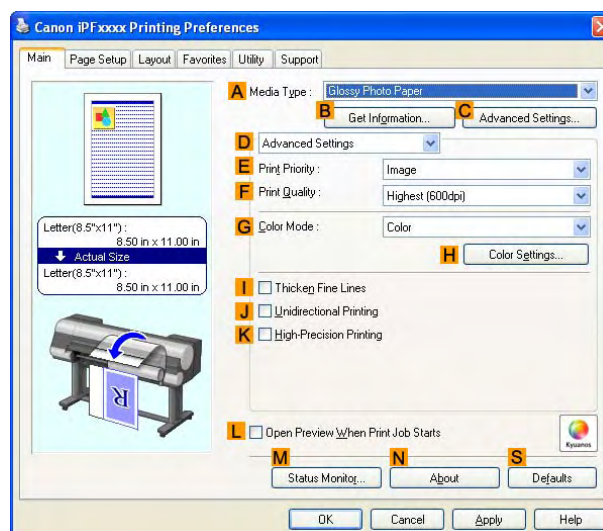 Canon iPFxxxx Printing Preferences
Main Page Setup Layout Favorites Utility Support
A Media Type : Glossy Photo Paper
B Get Information... C Advanced Settings...
D Advanced Settings
E Print Priority : Image
F Print Quality : Highest (600dpi)
G Color Mode : Color
H Color Settings...
Letter(8.5"x11") :
8.50 in x 11.00 in
Actual Size
Letter(8.5"x11") :
8.50 in x 11.00 in
I Thicken Fine Lines
J Unidirectional Printing
K High-Precision Printing
R
L Open Preview When Print Job Starts
Kyuanos
M Status Monitor... N About S Defaults
OK Cancel Apply Help